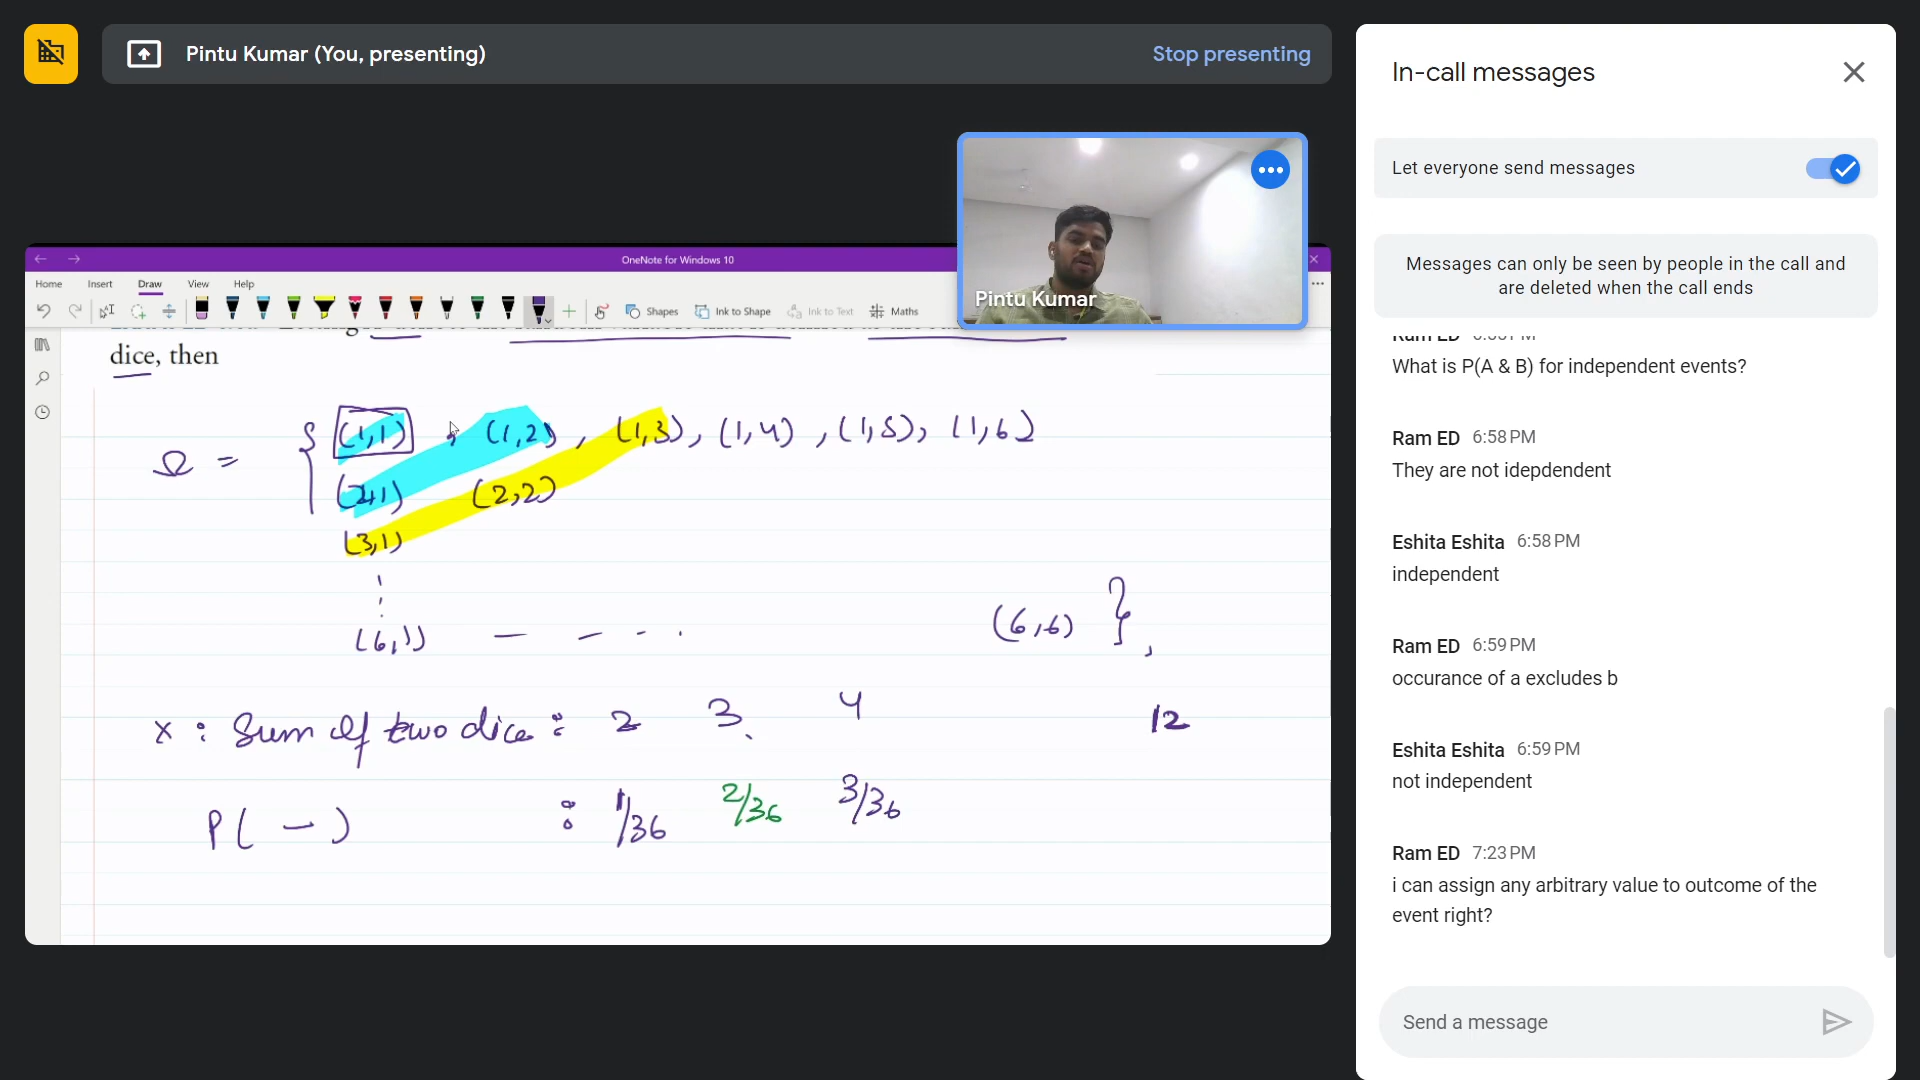 Pintu Kumar (You, presenting)
Stop presenting
Pintu Kumar
OneNote for Windows 10
Home Insert Draw View Help
Shapes Ink to Shape Ink to Text Maths
dice, then
Ω = { (1,1) , (1,2) , (1,3), (1,4) , (1,5), (1,6)
(2,1) (2,2)
(3,1)
(6,1) — — . . (6,6) } ,
x : Sum of two dice : 2 3 4 12
P( — ) : 1/36 2/36 3/36
In-call messages
Let everyone send messages
Messages can only be seen by people in the call and
are deleted when the call ends
Ram ED
What is P(A & B) for independent events?
Ram ED 6:58 PM
They are not idepdendent
Eshita Eshita 6:58 PM
independent
Ram ED 6:59 PM
occurance of a excludes b
Eshita Eshita 6:59 PM
not independent
Ram ED 7:23 PM
i can assign any arbitrary value to outcome of the
event right?
Send a message